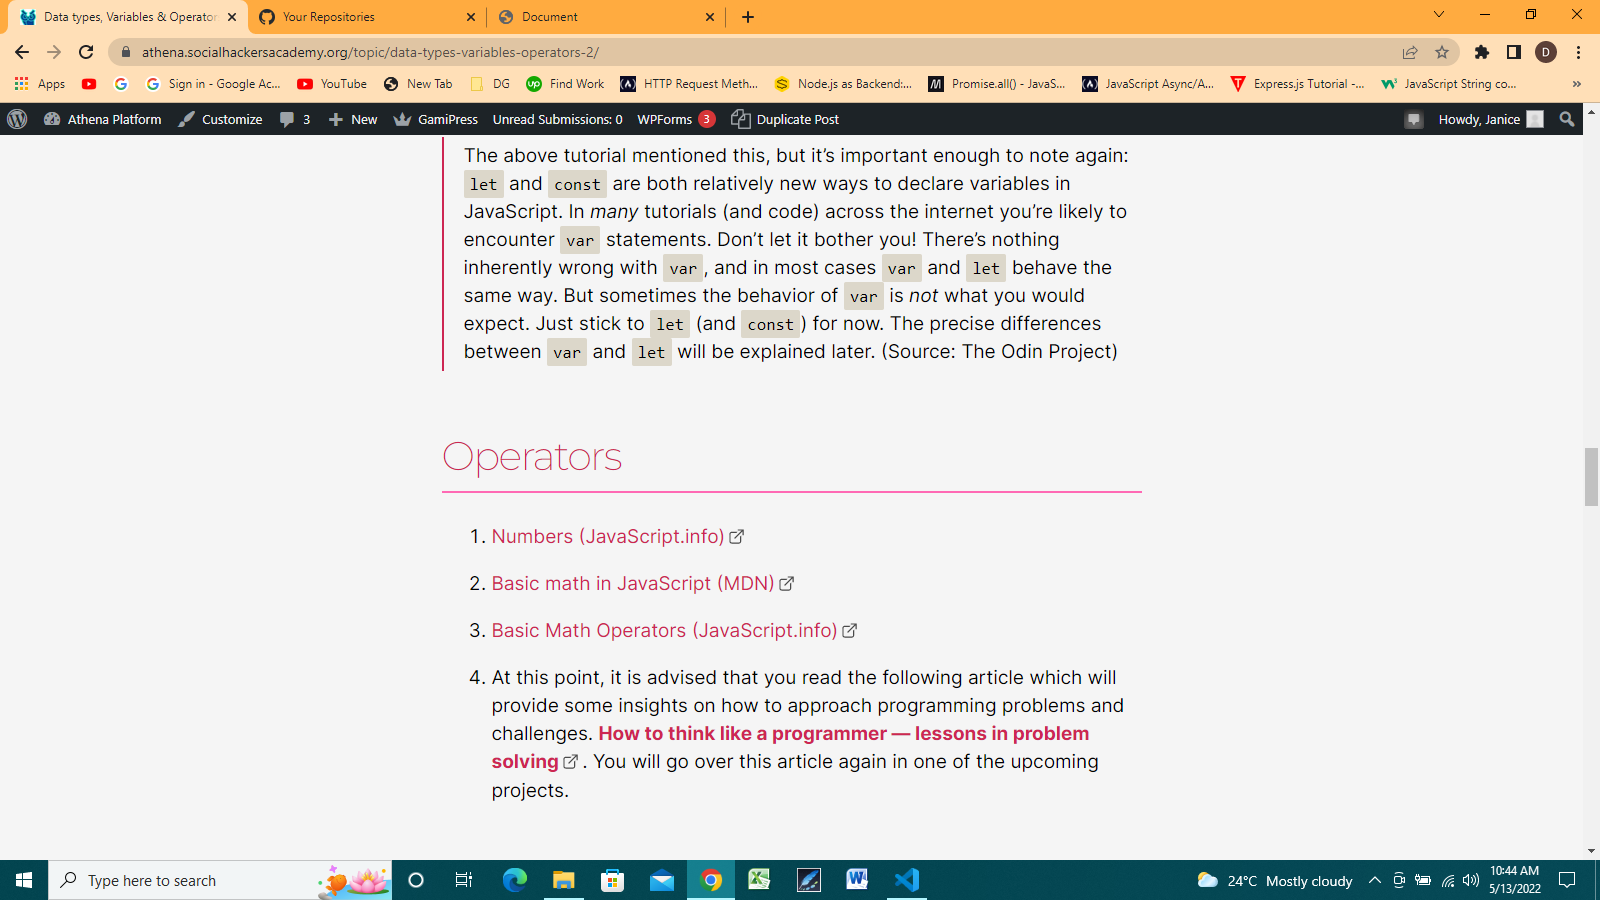 Data types, Variables & Operator
Your Repositories
Document
athena.socialhackersacademy.org/topic/data-types-variables-operators-2/
D
Apps
Sign in - Google Ac...
YouTube
New Tab
DG
up
Find Work
HTTP Request Meth...
Node.js as Backend:...
Promise.all() - JavaS...
JavaScript Async/A...
Express.js Tutorial -...
JavaScript String co...
»
Athena Platform
Customize
3
New
GamiPress
Unread Submissions: 0
WPForms 3
Duplicate Post
Howdy, Janice
The above tutorial mentioned this, but it’s important enough to note again:
let and const are both relatively new ways to declare variables in
JavaScript. In many tutorials (and code) across the internet you’re likely to
encounter var statements. Don’t let it bother you! There’s nothing
inherently wrong with var, and in most cases var and let behave the
same way. But sometimes the behavior of var is not what you would
expect. Just stick to let (and const) for now. The precise differences
between var and let will be explained later. (Source: The Odin Project)
Operators
1. Numbers (JavaScript.info)
2. Basic math in JavaScript (MDN)
3. Basic Math Operators (JavaScript.info)
4. At this point, it is advised that you read the following article which will
provide some insights on how to approach programming problems and
challenges. How to think like a programmer — lessons in problem
solving. You will go over this article again in one of the upcoming
projects.
Type here to search
24°C Mostly cloudy
10:44 AM
5/13/2022